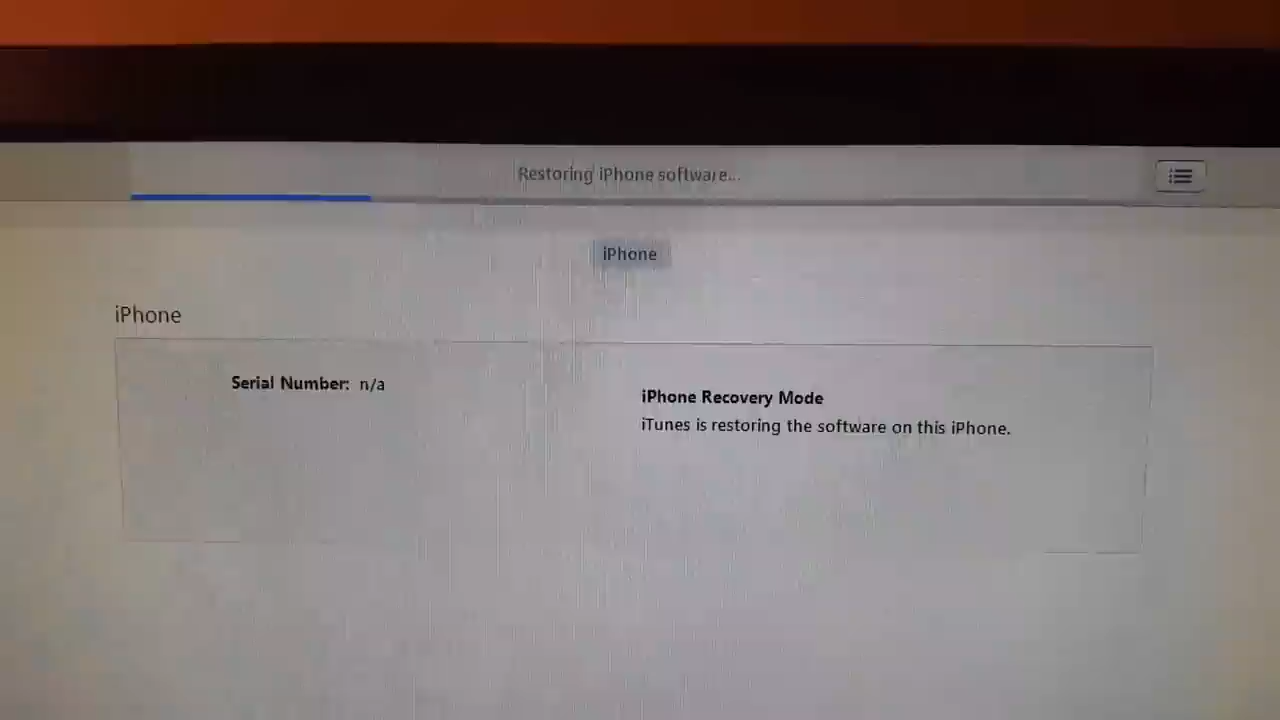 Restoring iPhone software...
iPhone
iPhone
Serial Number: n/a
iPhone Recovery Mode
iTunes is restoring the software on this iPhone.